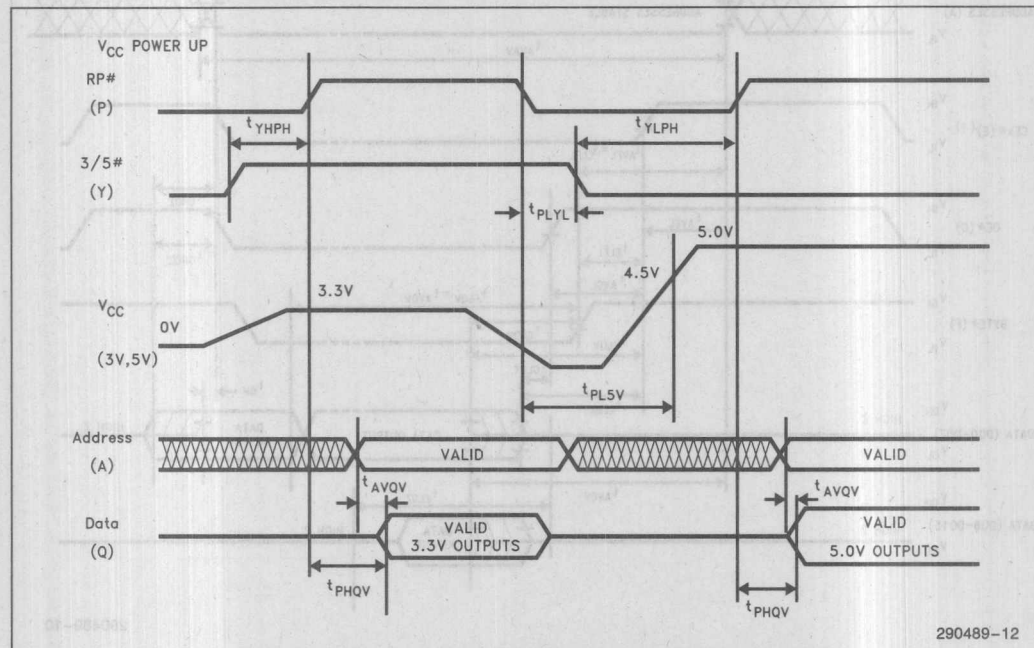 V_CC POWER UP
RP#
(P)
t_YHPH
t_YLPH
3/5#
(Y)
t_PLYL
5.0V
4.5V
3.3V
V_CC
0V
(3V,5V)
t_PL5V
Address
(A)
VALID
VALID
t_AVQV
t_AVQV
Data
(Q)
VALID
3.3V OUTPUTS
VALID
5.0V OUTPUTS
t_PHQV
t_PHQV
290489-12